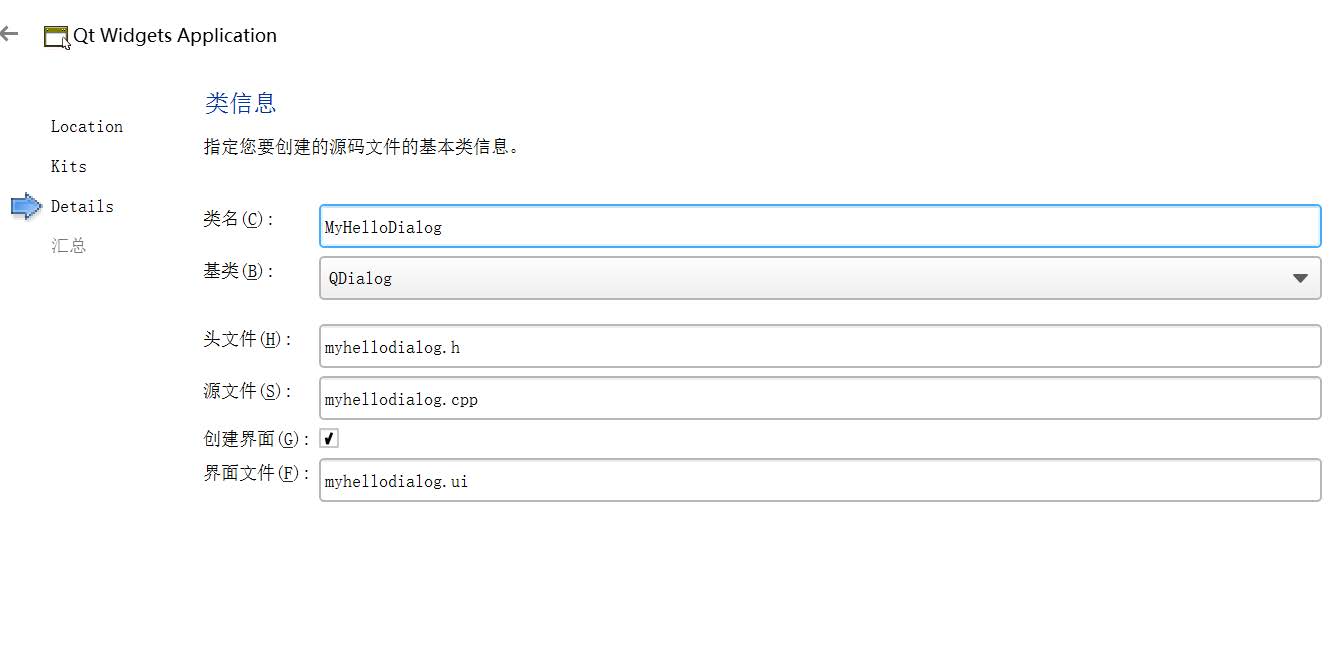 Qt Widgets Application
Location
Kits
Details
汇总
类信息
指定您要创建的源码文件的基本类信息。
类名(C): MyHelloDialog
基类(B): QDialog
头文件(H): myhellodialog.h
源文件(S): myhellodialog.cpp
创建界面(G):
界面文件(F): myhellodialog.ui